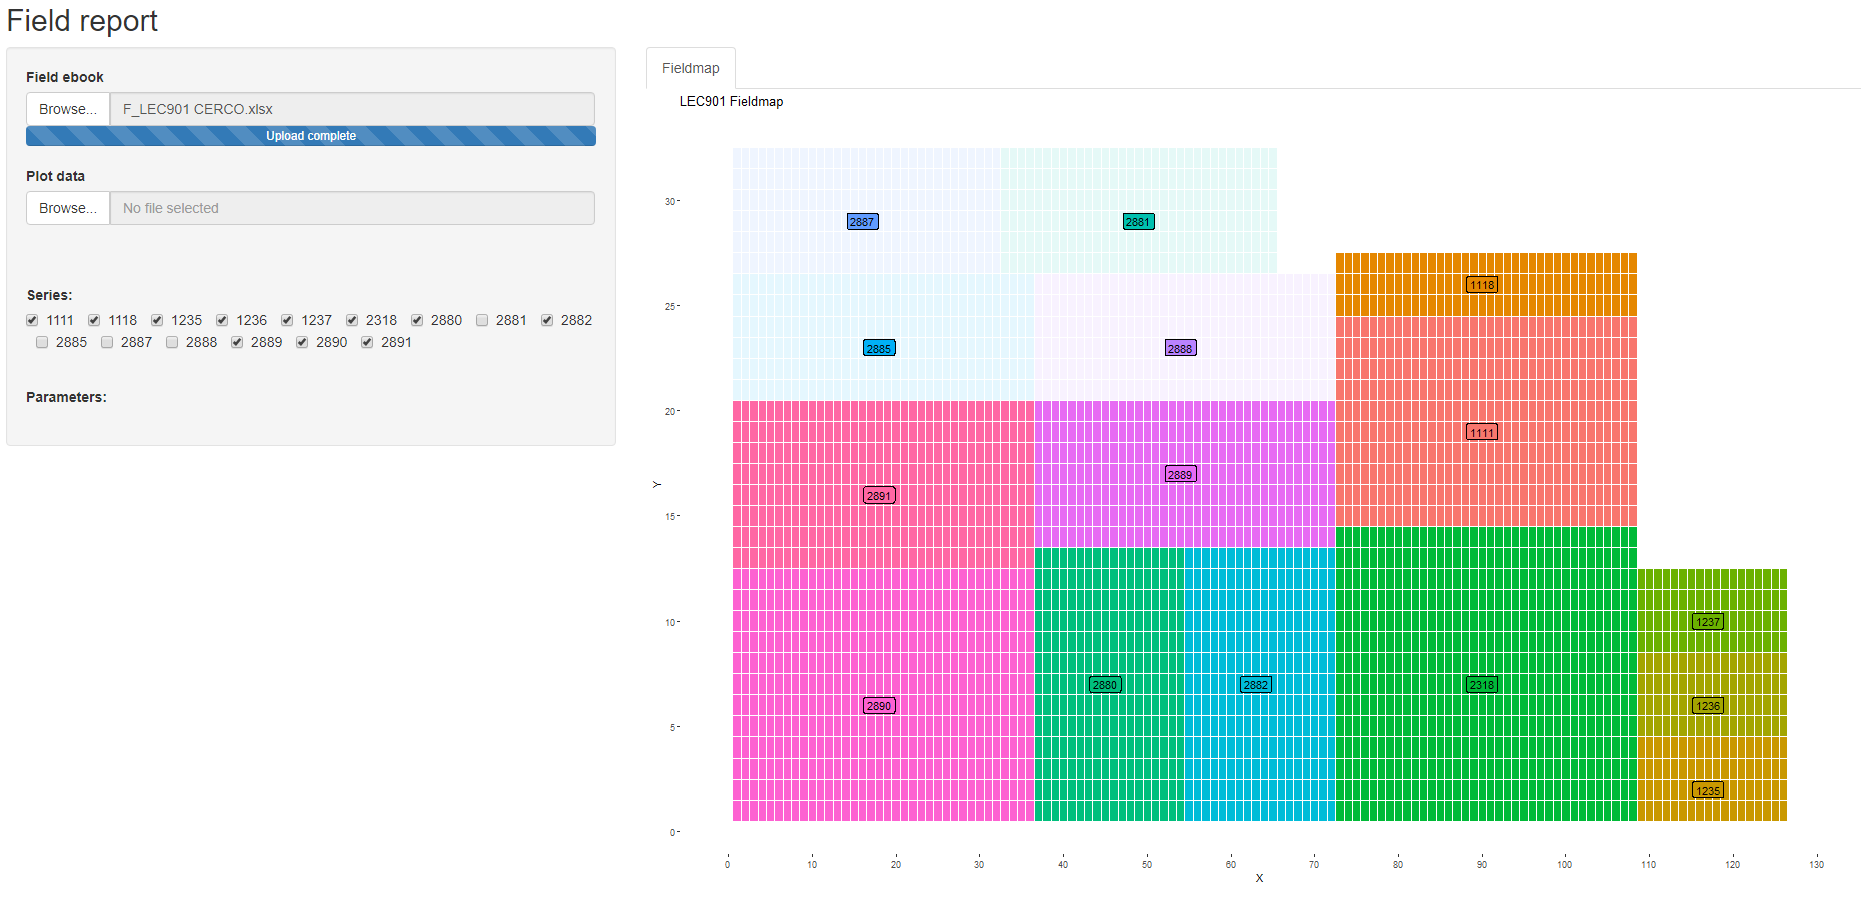 Field report
Field ebook
Browse... F_LEC901 CERCO.xlsx
Upload complete
Plot data
Browse... No file selected
Series:
1111 1118 1235 1236 1237 2318 2880 2881 2882
2885 2887 2888 2889 2890 2891
Parameters:
Fieldmap
LEC901 Fieldmap
30
2887 2881
25
1118
2885 2888
20
1111
2889
Y
2891
15
10
1237
2880 2882 2318
5
2890 1236
1235
0
0 10 20 30 40 50 60 70 80 90 100 110 120 130
X